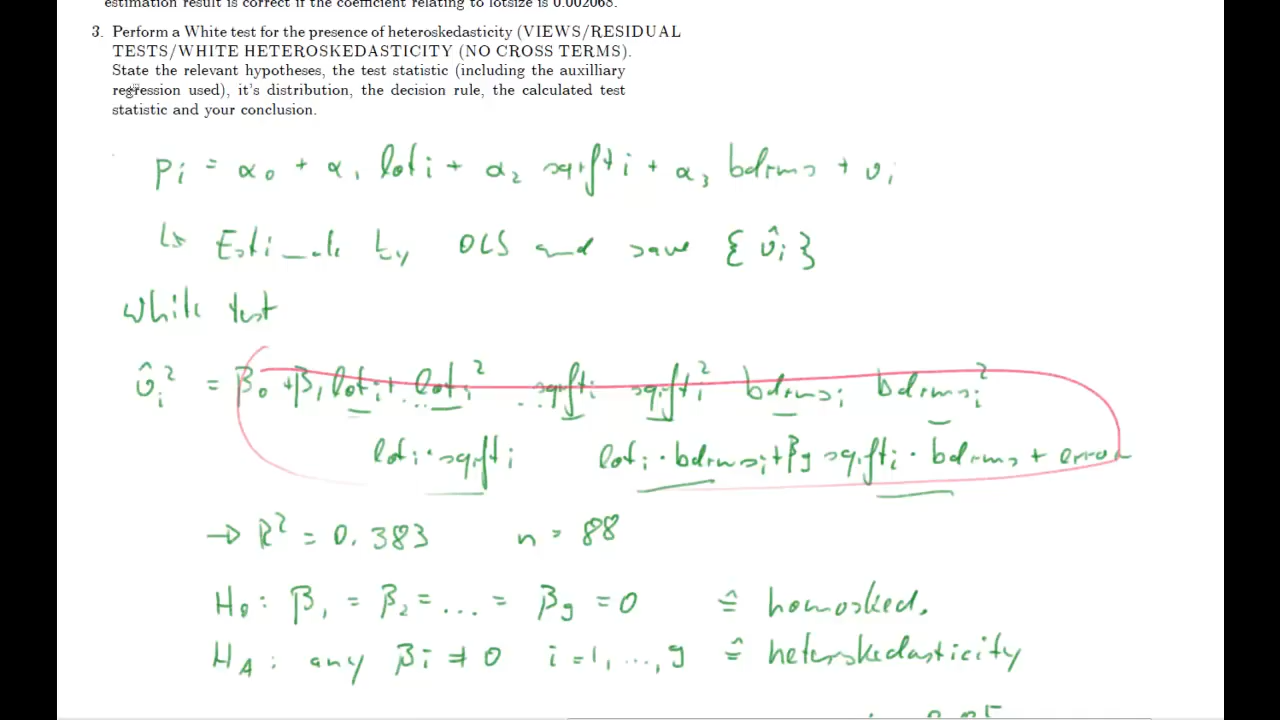 estimation result is correct if the coefficient relating to lotsize is 0.002068.
3. Perform a White test for the presence of heteroskedasticity (VIEWS/RESIDUAL
TESTS/WHITE HETEROSKEDASTICITY (NO CROSS TERMS).
State the relevant hypotheses, the test statistic (including the auxilliary
regression used), it's distribution, the decision rule, the calculated test
statistic and your conclusion.
pᵢ = α₀ + α₁ lotᵢ + α₂ sqrftᵢ + α₃ bdrms + υᵢ
↳ Estimate by OLS and save {υ̂ᵢ}
White test
υ̂ᵢ² = β₀ + β₁ lotᵢ + lotᵢ² ... sqrftᵢ sqrftᵢ² bdrmsᵢ bdrmsᵢ²
lotᵢ · sqrftᵢ lotᵢ · bdrmsᵢ + β₉ sqrftᵢ · bdrms + error
→ R² = 0.383 n = 88
H₀: β₁ = β₂ = ... = β₉ = 0 ≙ homosked.
H_A: any βᵢ ≠ 0 i = 1, ..., 9 ≙ heterskedasticity